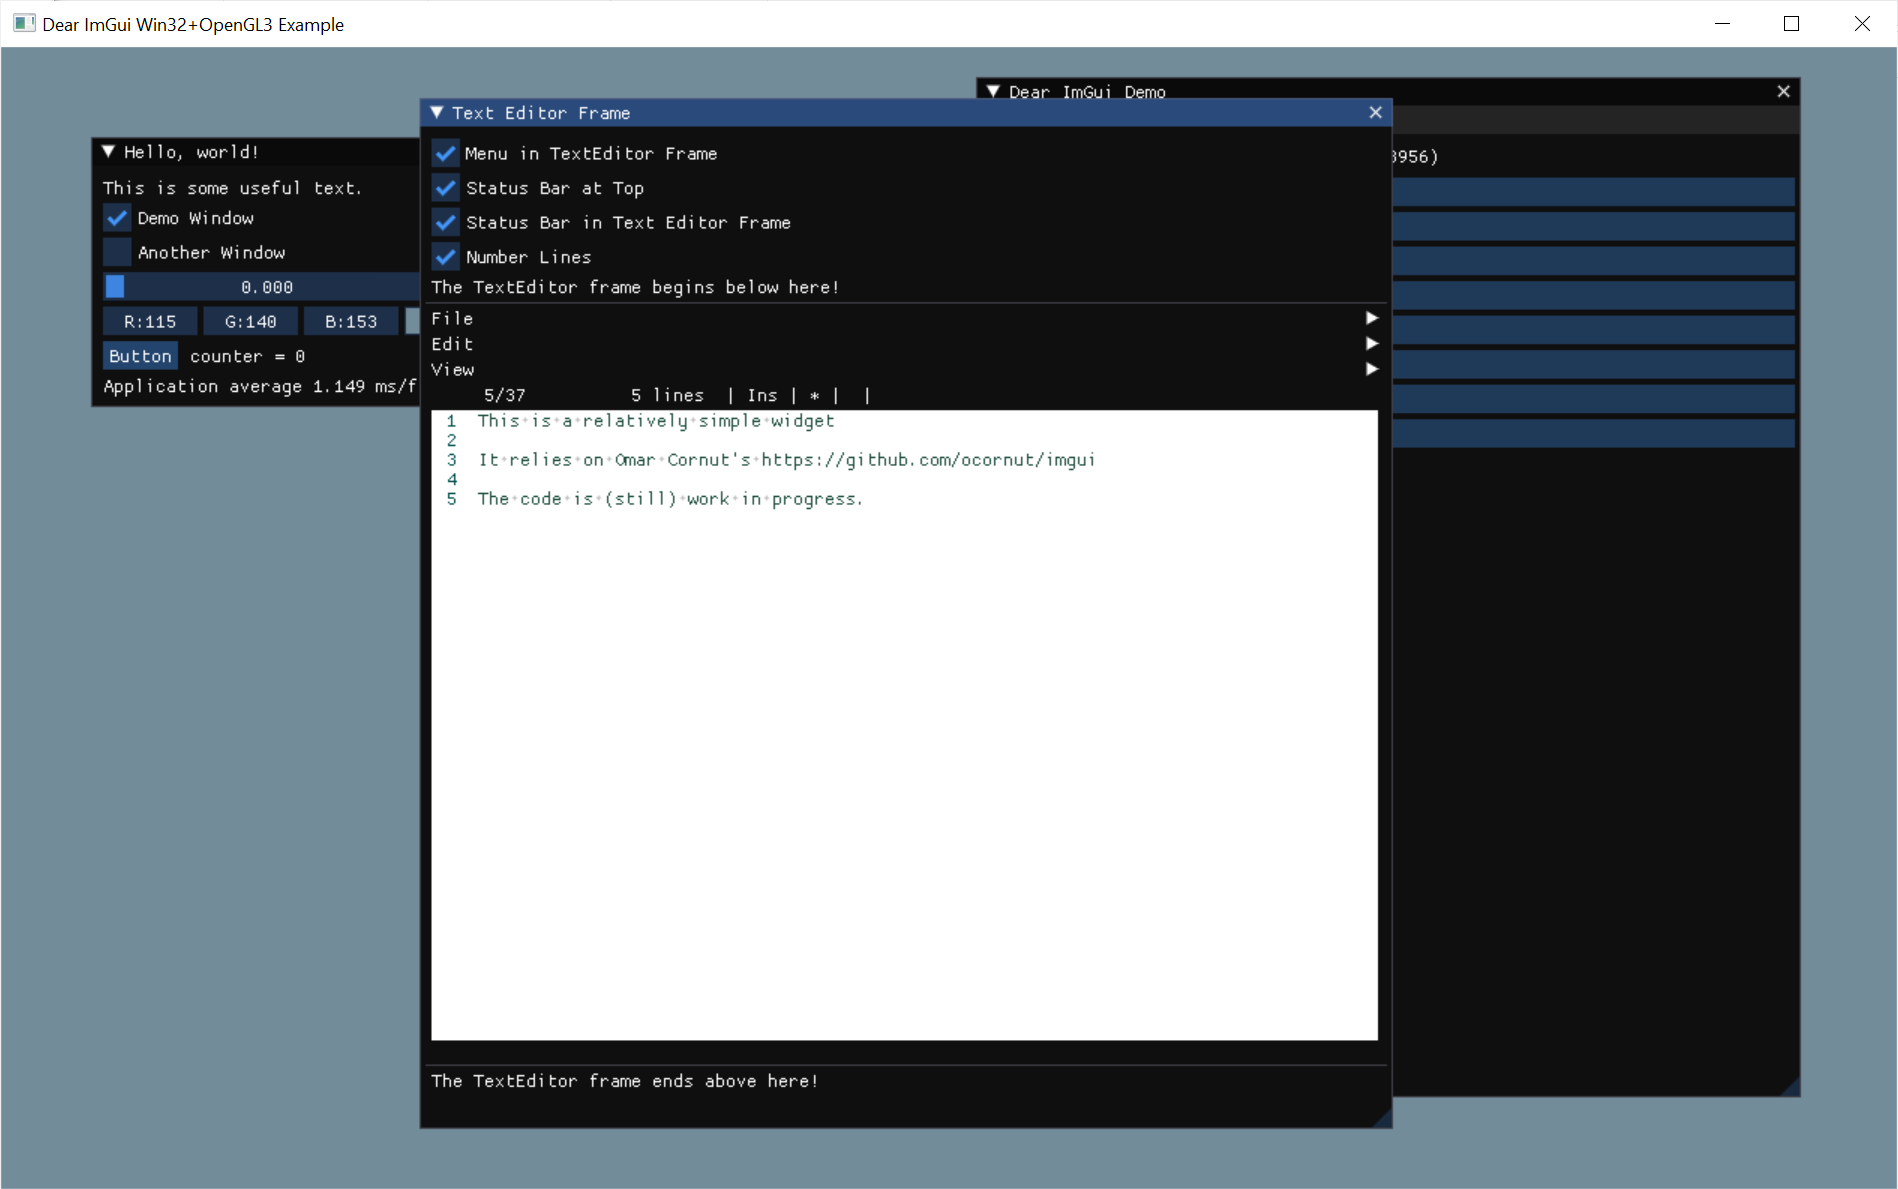 Dear ImGui Win32+OpenGL3 Example
Dear ImGui Demo
3956)
Hello, world!
This is some useful text.
Demo Window
Another Window
0.000
R:115 G:140 B:153
Button counter = 0
Application average 1.149 ms/f
Text Editor Frame
Menu in TextEditor Frame
Status Bar at Top
Status Bar in Text Editor Frame
Number Lines
The TextEditor frame begins below here!
File
Edit
View
5/37 5 lines | Ins | * | |
1 This is a relatively simple widget
2
3 It relies on Omar Cornut's https://github.com/ocornut/imgui
4
5 The code is (still) work in progress.
The TextEditor frame ends above here!